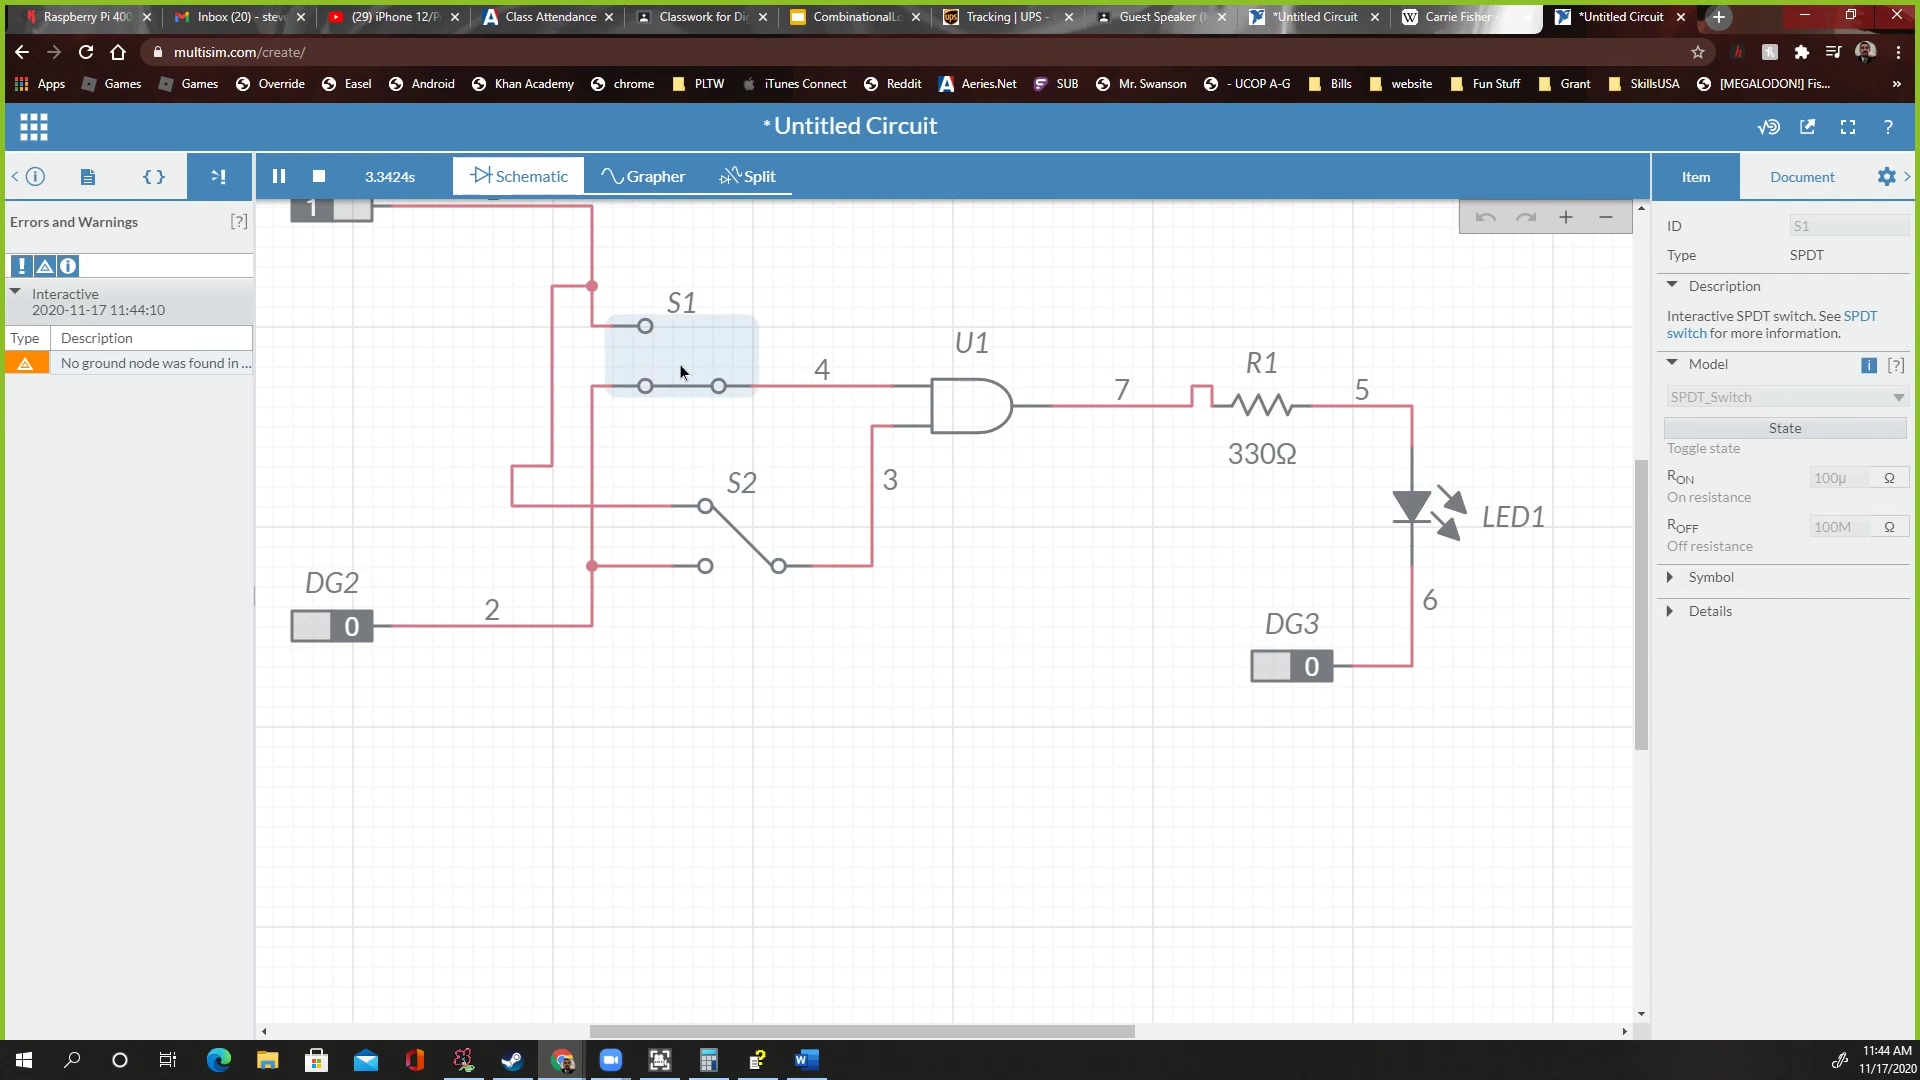 Raspberry Pi 400
Inbox (20) - steve
(29) iPhone 12/P
Class Attendance
Classwork for Di
CombinationalLo
Tracking | UPS -
Guest Speaker (
*Untitled Circuit
Carrie Fisher -
*Untitled Circuit
multisim.com/create/
Apps
Games
Games
Override
Easel
Android
Khan Academy
chrome
PLTW
iTunes Connect
Reddit
Aeries.Net
SUB
Mr. Swanson
- UCOP A-G
Bills
website
Fun Stuff
Grant
SkillsUSA
[MEGALODON!] Fis...
»
*Untitled Circuit
?
3.3424s
Schematic
Grapher
Split
Item
Document
Errors and Warnings
[?]
Interactive
2020-11-17 11:44:10
Type
Description
No ground node was found in ...
1
S1
4
U1
7
R1
330Ω
5
S2
3
LED1
DG2
0
2
6
DG3
0
ID
S1
Type
SPDT
Description
Interactive SPDT switch. See SPDT
switch for more information.
Model
i
[?]
SPDT_Switch
State
Toggle state
RON
100µ
Ω
On resistance
ROFF
100M
Ω
Off resistance
Symbol
Details
11:44 AM
11/17/2020